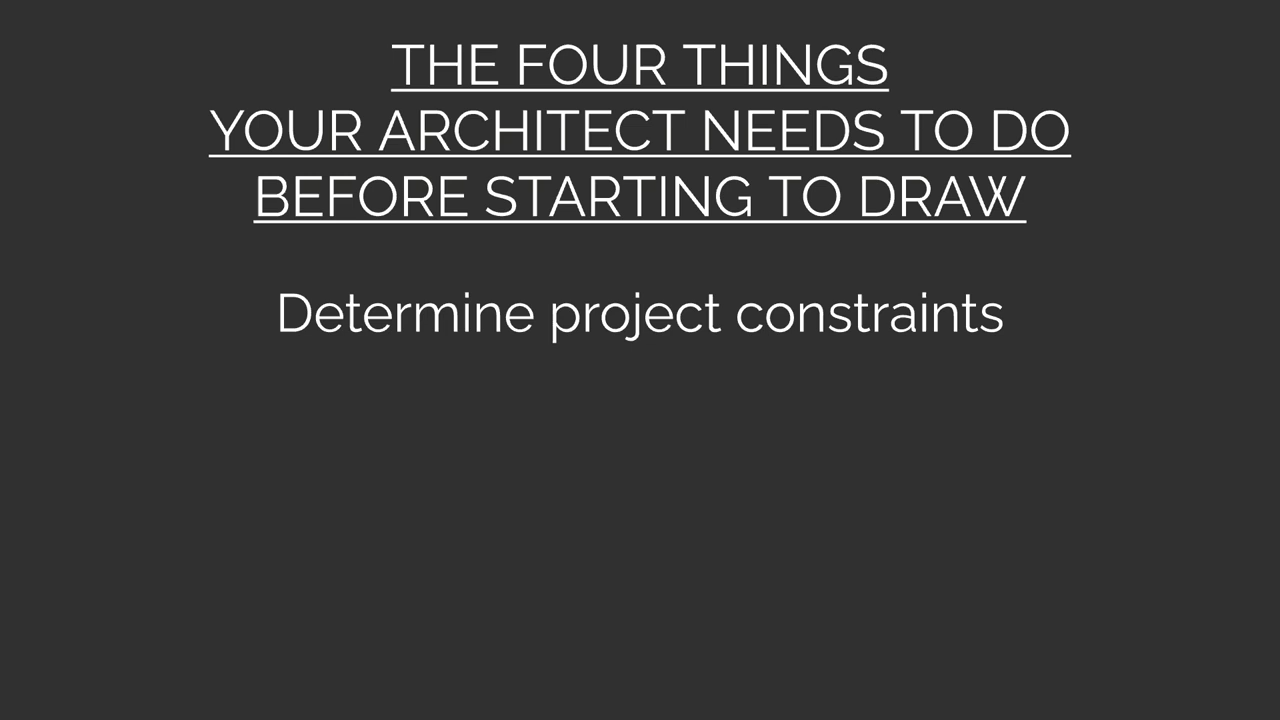 THE FOUR THINGS
YOUR ARCHITECT NEEDS TO DO
BEFORE STARTING TO DRAW
Determine project constraints